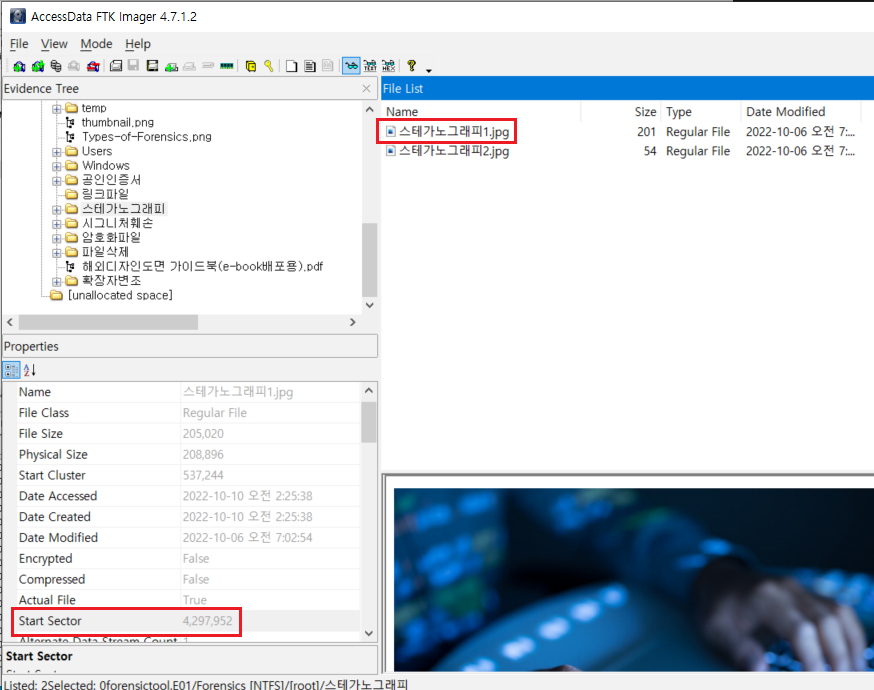 AccessData FTK Imager 4.7.1.2
File View Mode Help
Evidence Tree
temp
thumbnail.png
Types-of-Forensics.png
Users
Windows
공인인증서
링크파일
스테가노그래피
시그니처훼손
암호화파일
파일삭제
해외디자인도면 가이드북(e-book배포용).pdf
확장자변조
[unallocated space]
File List
Name Size Type Date Modified
스테가노그래피1.jpg 201 Regular File 2022-10-06 오전 7:...
스테가노그래피2.jpg 54 Regular File 2022-10-06 오전 7:...
Properties
Name 스테가노그래피1.jpg
File Class Regular File
File Size 205,020
Physical Size 208,896
Start Cluster 537,244
Date Accessed 2022-10-10 오전 2:25:38
Date Created 2022-10-10 오전 2:25:38
Date Modified 2022-10-06 오전 7:02:54
Encrypted False
Compressed False
Actual File True
Start Sector 4,297,952
Alternate Data Stream Count 1
Start Sector
Listed: 2Selected: 0forensictool.E01/Forensics [NTFS]/[root]/스테가노그래피